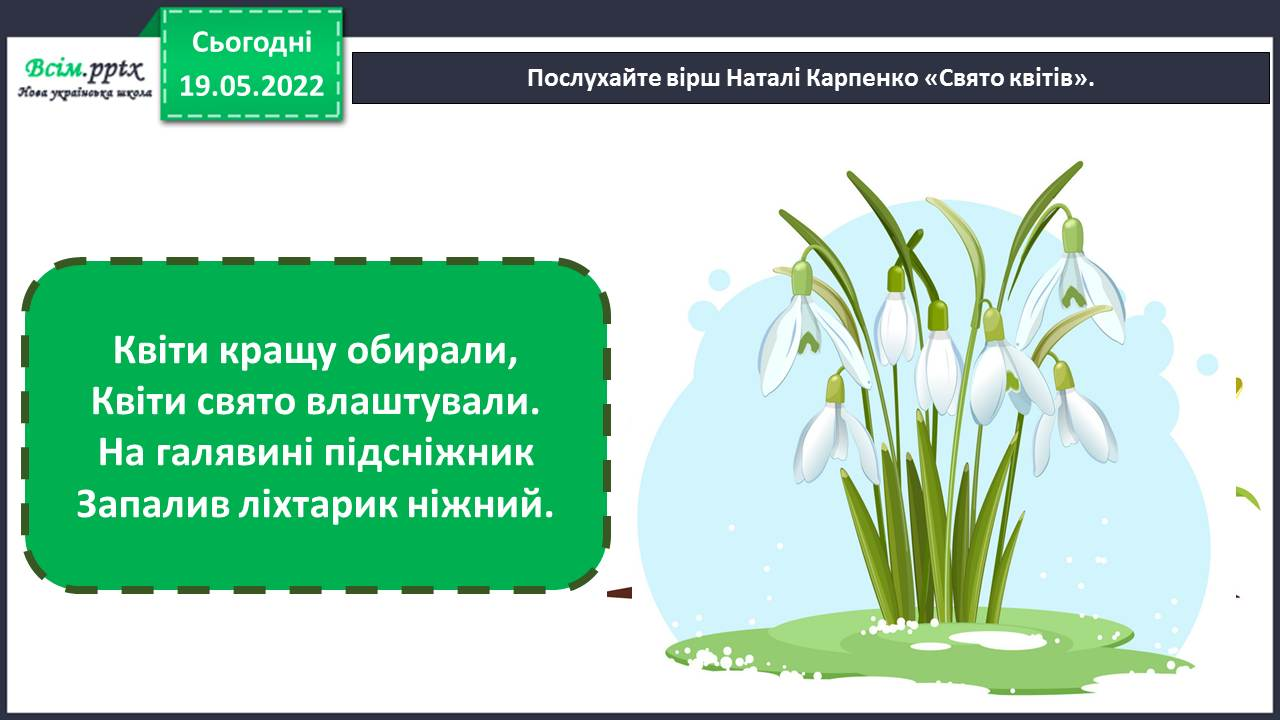 Всім.pptx
Нова українська школа
Сьогодні
19.05.2022
Послухайте вірш Наталі Карпенко «Свято квітів».
Квіти кращу обирали,
Квіти свято влаштували.
На галявині підсніжник
Запалив ліхтарик ніжний.